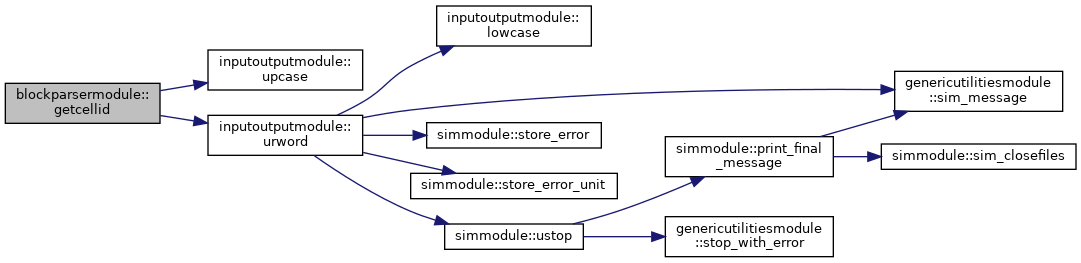 blockparsermodule::
getcellid
inputoutputmodule::
upcase
inputoutputmodule::
urword
inputoutputmodule::
lowcase
simmodule::store_error
simmodule::store_error_unit
simmodule::ustop
simmodule::print_final
_message
genericutilitiesmodule
::stop_with_error
genericutilitiesmodule
::sim_message
simmodule::sim_closefiles